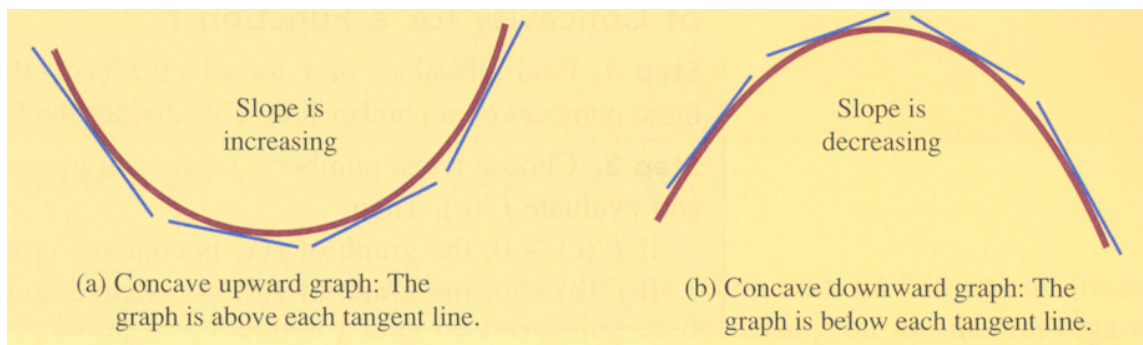 Slope is
increasing
Slope is
decreasing
(a) Concave upward graph: The
graph is above each tangent line.
(b) Concave downward graph: The
graph is below each tangent line.